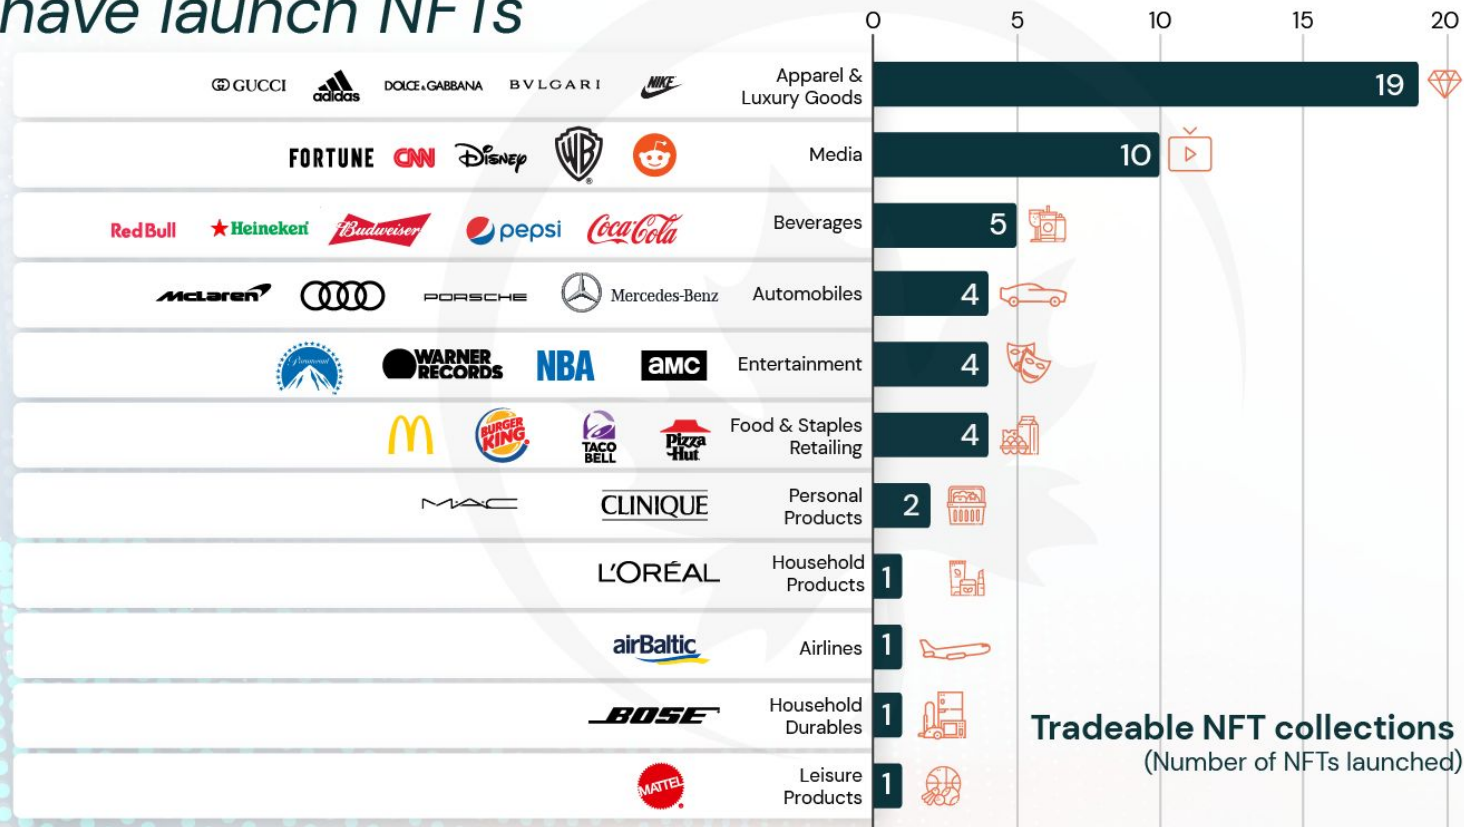 have launch NFTs
0 5 10 15 20
GUCCI adidas DOLCE & GABBANA BVLGARI NIKE
Apparel &
Luxury Goods
19
FORTUNE CNN Disney WB reddit
Media
10
Red Bull Heineken Budweiser pepsi Coca-Cola
Beverages
5
McLaren PORSCHE Mercedes-Benz
Automobiles
4
Paramount WARNER
RECORDS NBA aMC
Entertainment
4
BURGER
KING TACO
BELL Pizza
Hut
Food & Staples
Retailing
4
MAC CLINIQUE
Personal
Products
2
L'ORÉAL
Household
Products
1
airBaltic
Airlines
1
BOSE
Household
Durables
1
MATTEL
Leisure
Products
1
Tradeable NFT collections
(Number of NFTs launched)